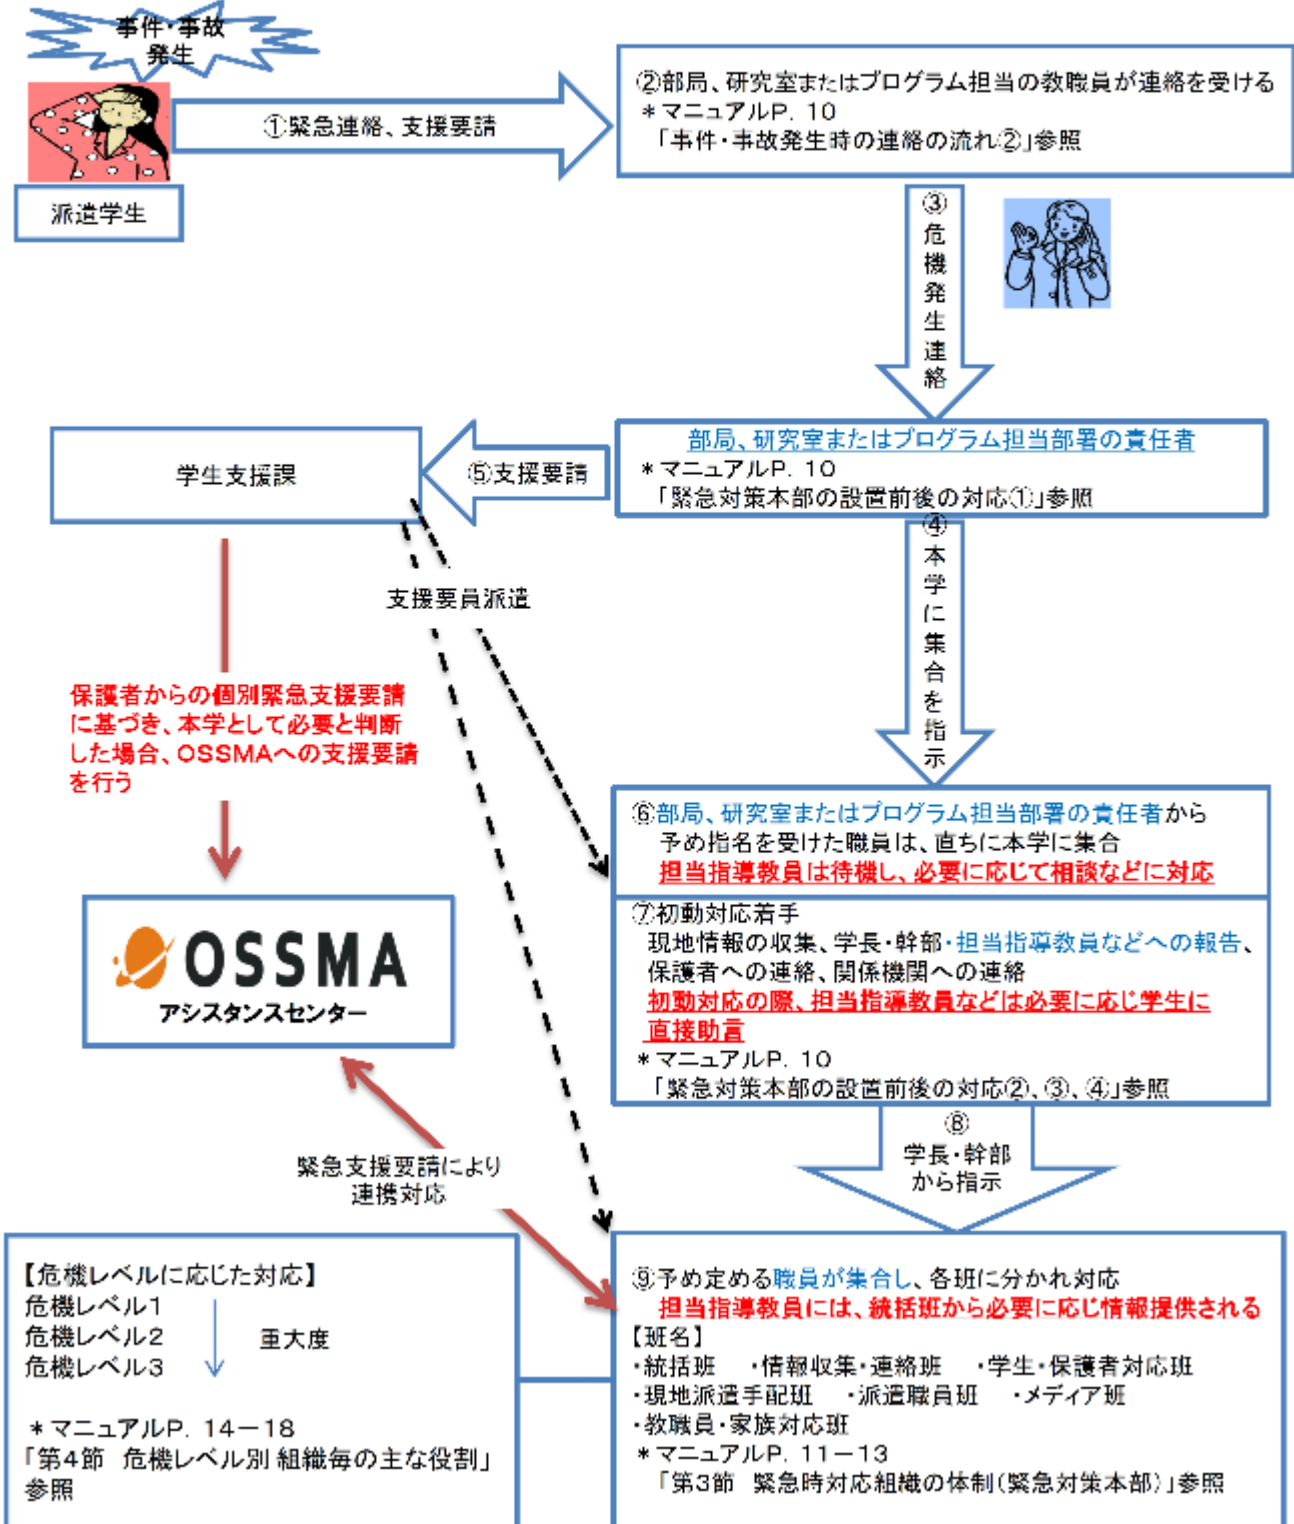 事件・事故
発生
①緊急連絡、支援要請
派遣学生
②部局、研究室またはプログラム担当の教職員が連絡を受ける
＊マニュアルP．10
「事件・事故発生時の連絡の流れ②」参照
③危機発生連絡
部局、研究室またはプログラム担当部署の責任者
＊マニュアルP．10
「緊急対策本部の設置前後の対応①」参照
⑤支援要請
学生支援課
④本学に集合を指示
支援要員派遣
保護者からの個別緊急支援要請
に基づき、本学として必要と判断
した場合、OSSMAへの支援要請
を行う
⑥部局、研究室またはプログラム担当部署の責任者から
予め指名を受けた職員は、直ちに本学に集合
担当指導教員は待機し、必要に応じて相談などに対応
⑦初動対応着手
現地情報の収集、学長・幹部・担当指導教員などへの報告、
保護者への連絡、関係機関への連絡
初動対応の際、担当指導教員などは必要に応じ学生に
直接助言
＊マニュアルP．10
「緊急対策本部の設置前後の対応②、③、④」参照
OSSMA
アシスタンスセンター
⑧
学長・幹部
から指示
緊急支援要請により
連携対応
【危機レベルに応じた対応】
危機レベル1
危機レベル2
危機レベル3
重大度
＊マニュアルP．14－18
「第4節　危機レベル別 組織毎の主な役割」
参照
⑨予め定める職員が集合し、各班に分かれ対応
担当指導教員には、統括班から必要に応じ情報提供される
【班名】
・統括班　・情報収集・連絡班　・学生・保護者対応班
・現地派遣手配班　・派遣職員班　・メディア班
・教職員・家族対応班
＊マニュアルP．11－13
「第3節　緊急時対応組織の体制（緊急対策本部）」参照